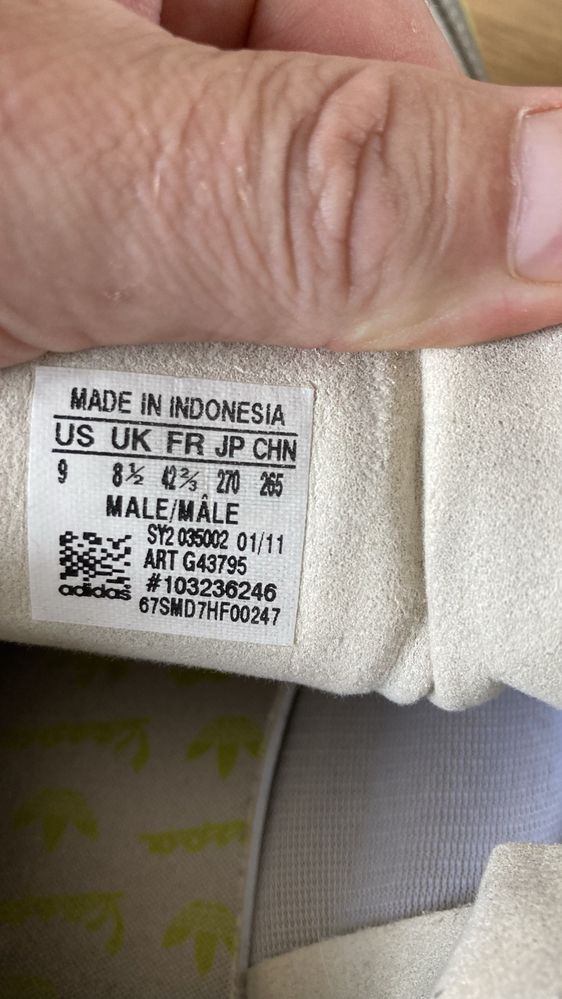 MADE IN INDONESIA
US UK FR JP CHN
9 8½ 42⅔ 270 265
MALE/MÂLE
SY2 035002 01/11
ART G43795
adidas #103236246
67SMD7HF00247